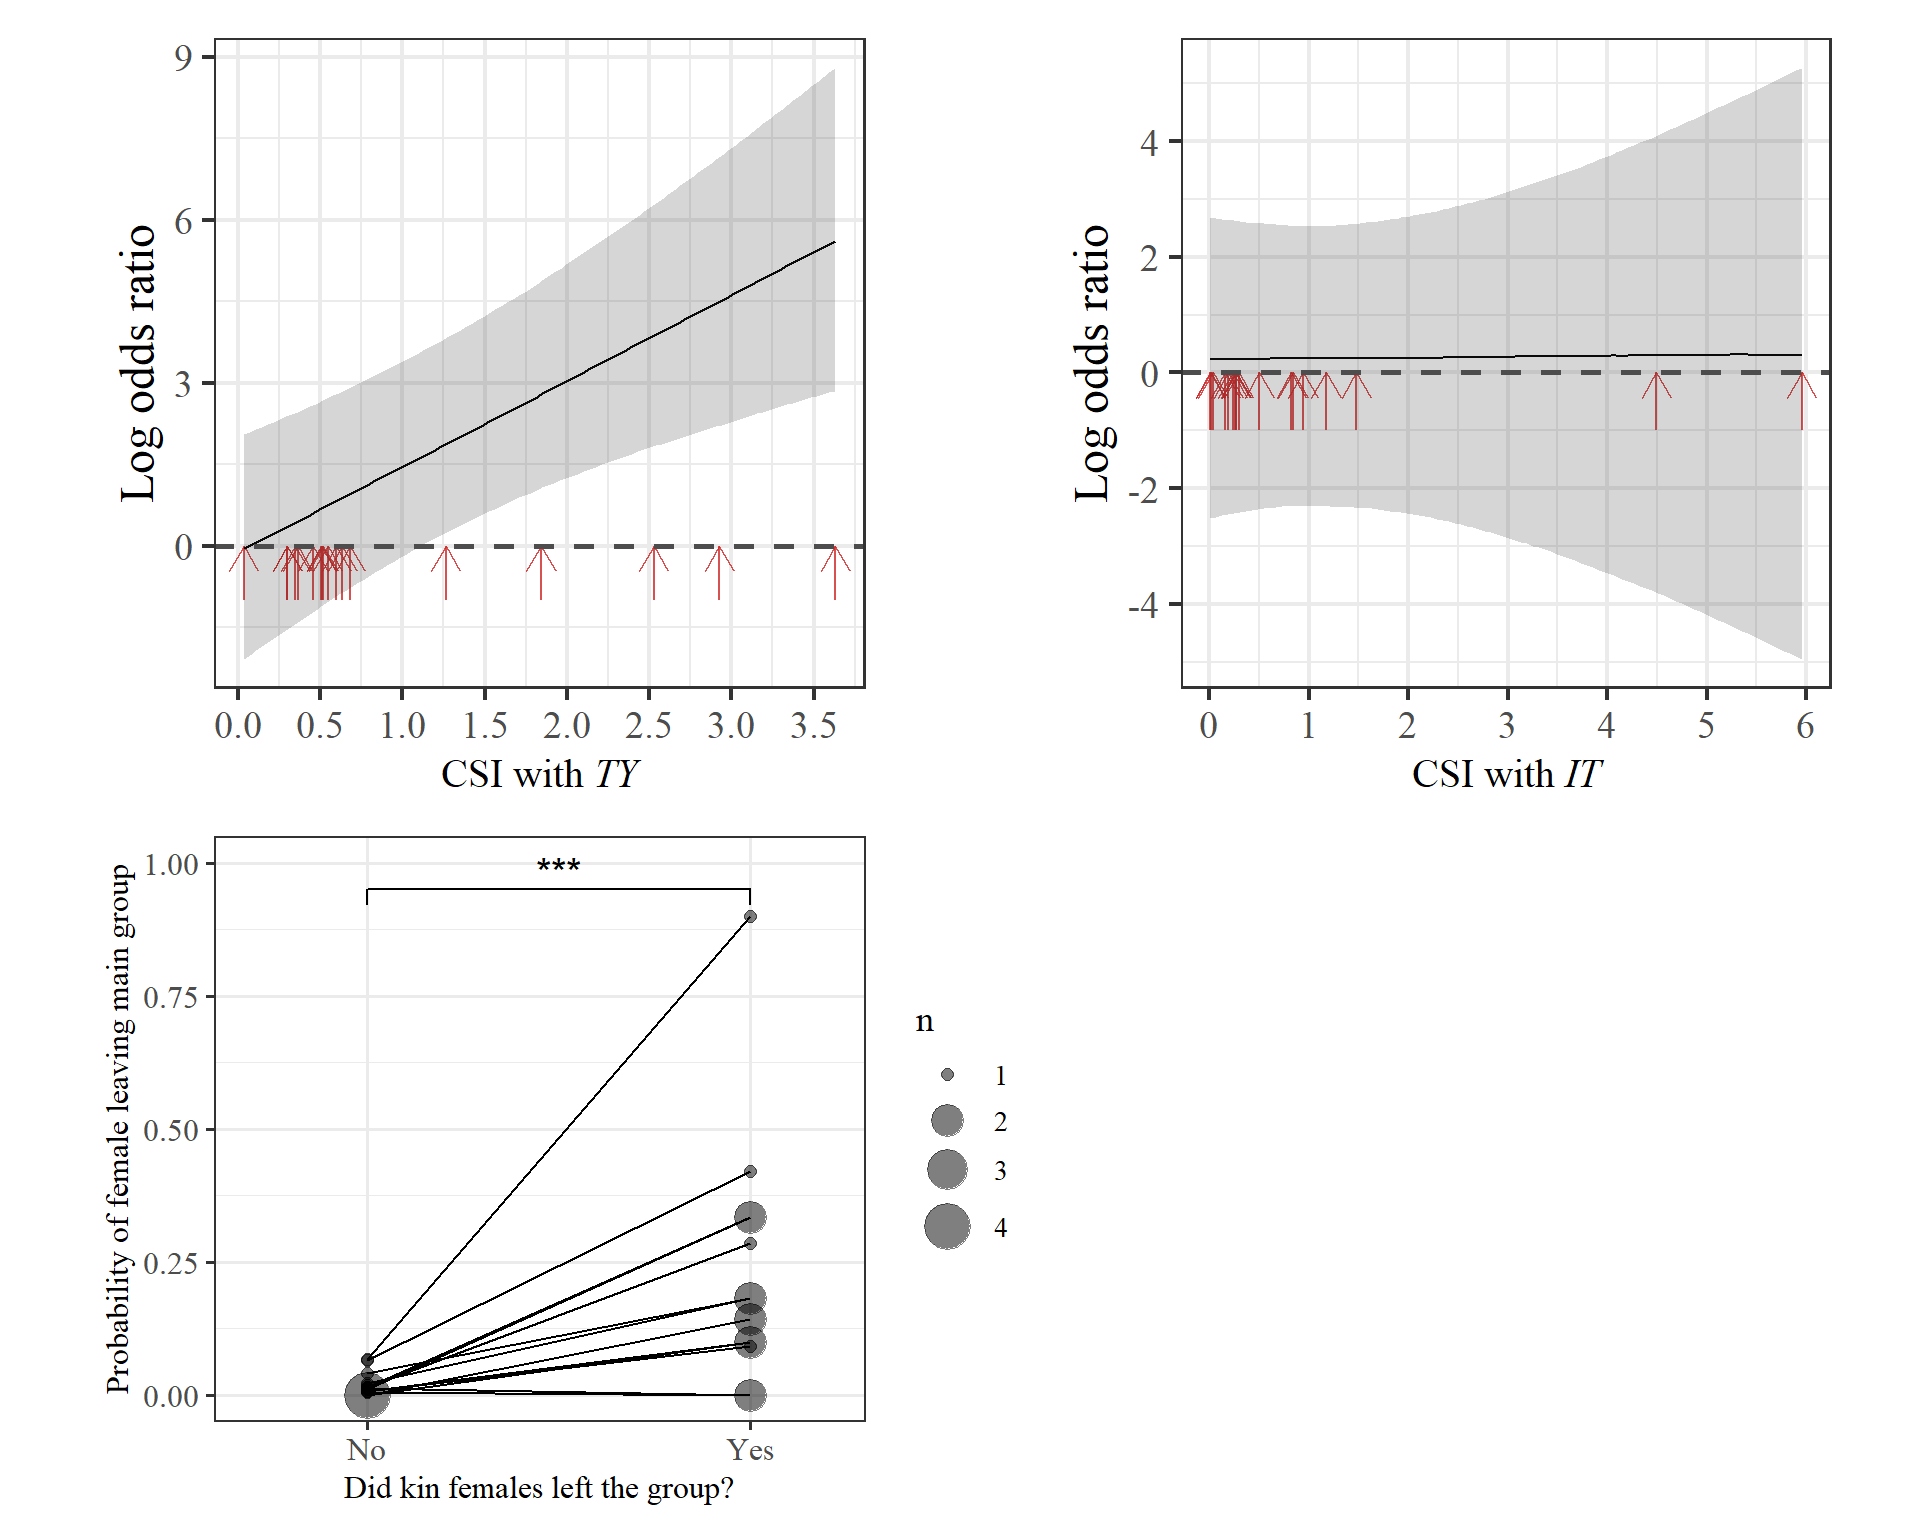 Log odds ratio
9
6
3
0
0.0 0.5 1.0 1.5 2.0 2.5 3.0 3.5
CSI with TY
Log odds ratio
4
2
0
-2
-4
0 1 2 3 4 5 6
CSI with IT
Probability of female leaving main group
1.00
0.75
0.50
0.25
0.00
***
No Yes
Did kin females left the group?
n
1
2
3
4